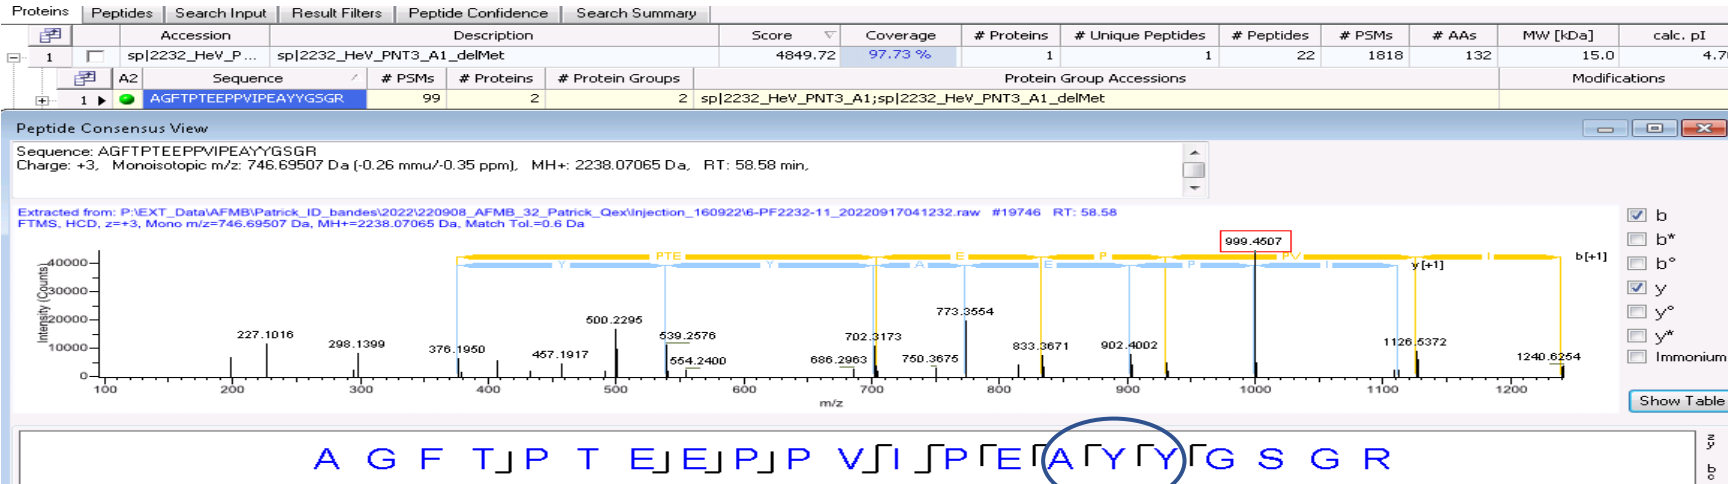 Proteins Peptides Search Input Result Filters Peptide Confidence Search Summary
Accession Description Score Coverage # Proteins # Unique Peptides # Peptides # PSMs # AAs MW [kDa] calc. pI
1 sp|2232_HeV_P... sp|2232_HeV_PNT3_A1_delMet 4849.72 97.73 % 1 1 22 1818 132 15.0 4.7
A2 Sequence # PSMs # Proteins # Protein Groups Protein Group Accessions Modifications
1 AGFTPTEEPPVIPEAYYGSGR 99 2 2 sp|2232_HeV_PNT3_A1;sp|2232_HeV_PNT3_A1_delMet
Peptide Consensus View
Sequence: AGFTPTEEPPVIPEAYYGSGR
Charge: +3, Monoisotopic m/z: 746.69507 Da (-0.26 mmu/-0.35 ppm), MH+: 2238.07065 Da, RT: 58.58 min,
Extracted from: P:\EXT_Data\AFMB\Patrick_ID_bandes\2022\220908_AFMB_32_Patrick_Qex\Injection_160922\6-PF2232-11_20220917041232.raw #19746 RT: 58.58
FTMS, HCD, z=+3, Mono m/z=746.69507 Da, MH+=2238.07065 Da, Match Tol.=0.6 Da
b
b*
b°
y
y°
y*
Immonium
Show Table
999.4507
PTE E P PV I b[+1]
Y Y A E P I y[+1]
Intensity (Counts)
40000
30000
20000
10000
0
227.1016 298.1399 376.1950 457.1917 500.2295 539.2576 554.2400 686.2963 702.3173 750.3675 773.3554 833.3671 902.4002 1126.5372 1240.6254
100 200 300 400 500 600 700 800 900 1000 1100 1200
m/z
A G F T P T E E P P V I P E A Y Y G S G R